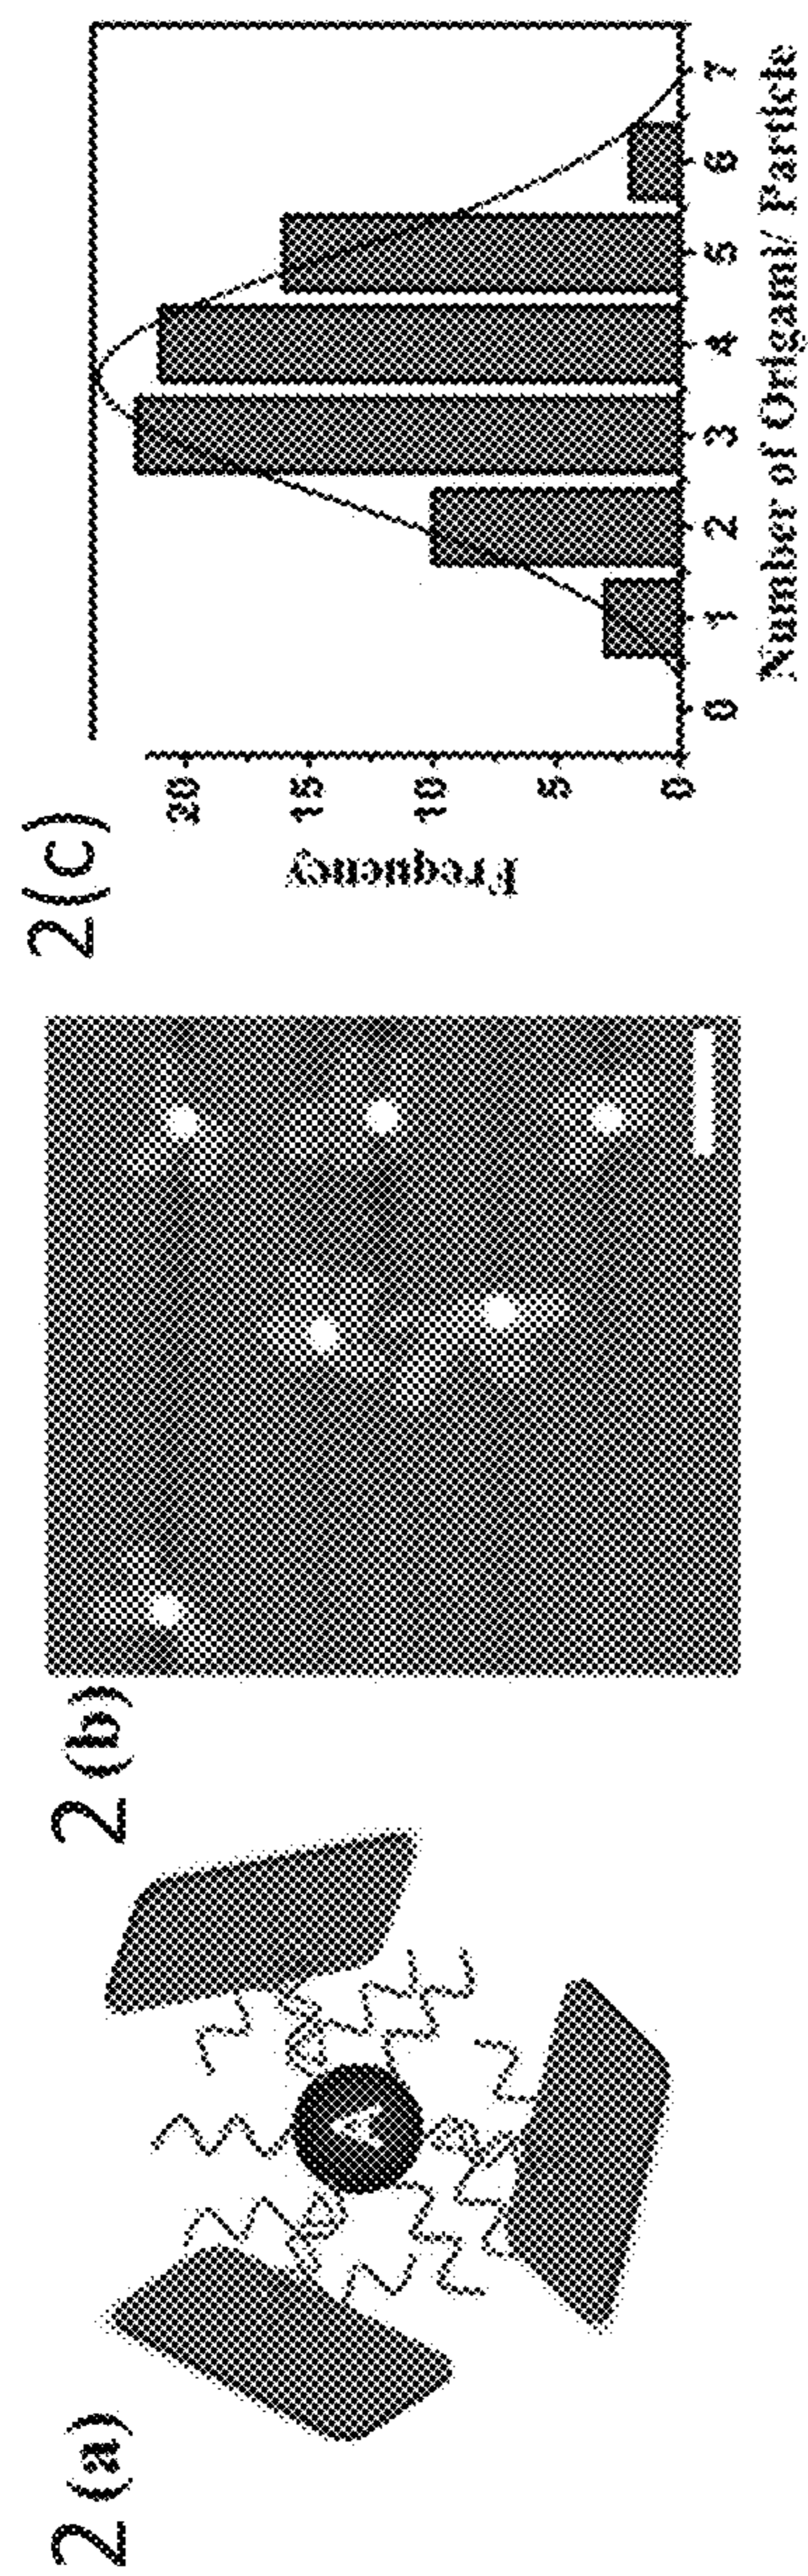 2(a)
A
2(b)
2(c)
Frequency
20
15
10
5
0
0 1 2 3 4 5 6 7
Number of Origami/ Particle